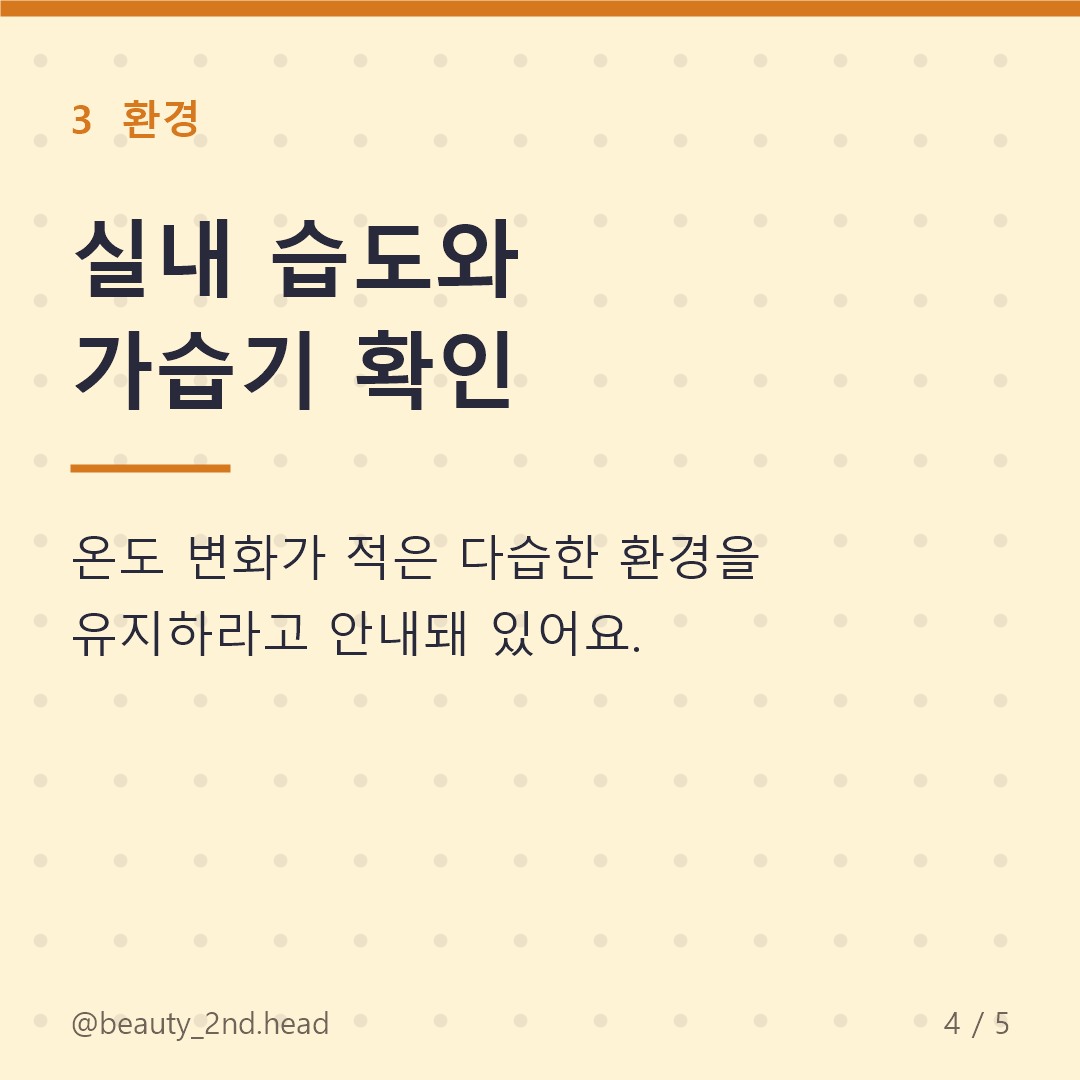 3 환경
실내 습도와
가습기 확인
온도 변화가 적은 다습한 환경을
유지하라고 안내돼 있어요.
@beauty_2nd.head
4 / 5